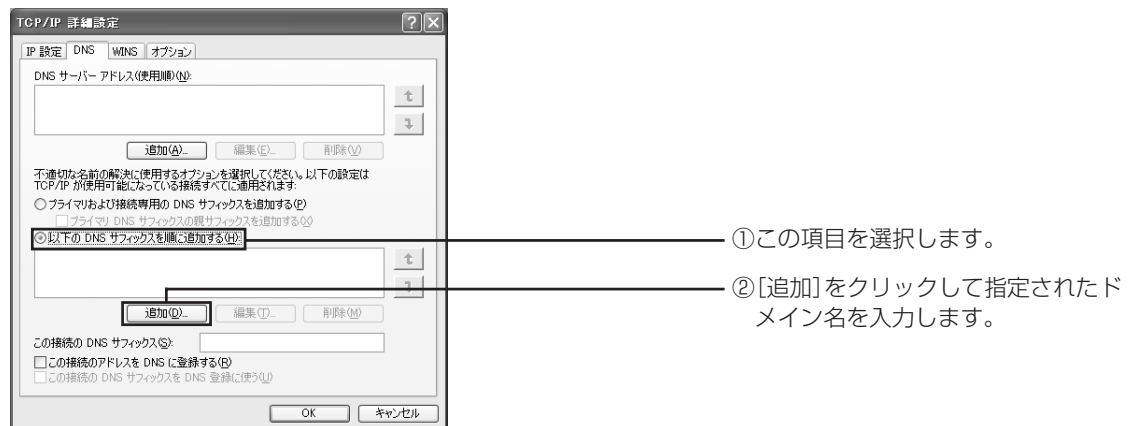 TCP/IP 詳細設定
IP 設定 DNS WINS オプション
DNS サーバー アドレス(使用順)(N):
追加(A)... 編集(E)... 削除(V)
不適切な名前の解決に使用するオプションを選択してください。以下の設定は
TCP/IP が使用可能になっている接続すべてに適用されます:
プライマリおよび接続専用の DNS サフィックスを追加する(P)
プライマリ DNS サフィックスの親サフィックスを追加する(X)
以下の DNS サフィックスを順に追加する(H):
①この項目を選択します。
②[追加]をクリックして指定されたド
メイン名を入力します。
追加(D)... 編集(T)... 削除(M)
この接続の DNS サフィックス(S):
この接続のアドレスを DNS に登録する(R)
この接続の DNS サフィックスを DNS 登録に使う(U)
OK キャンセル